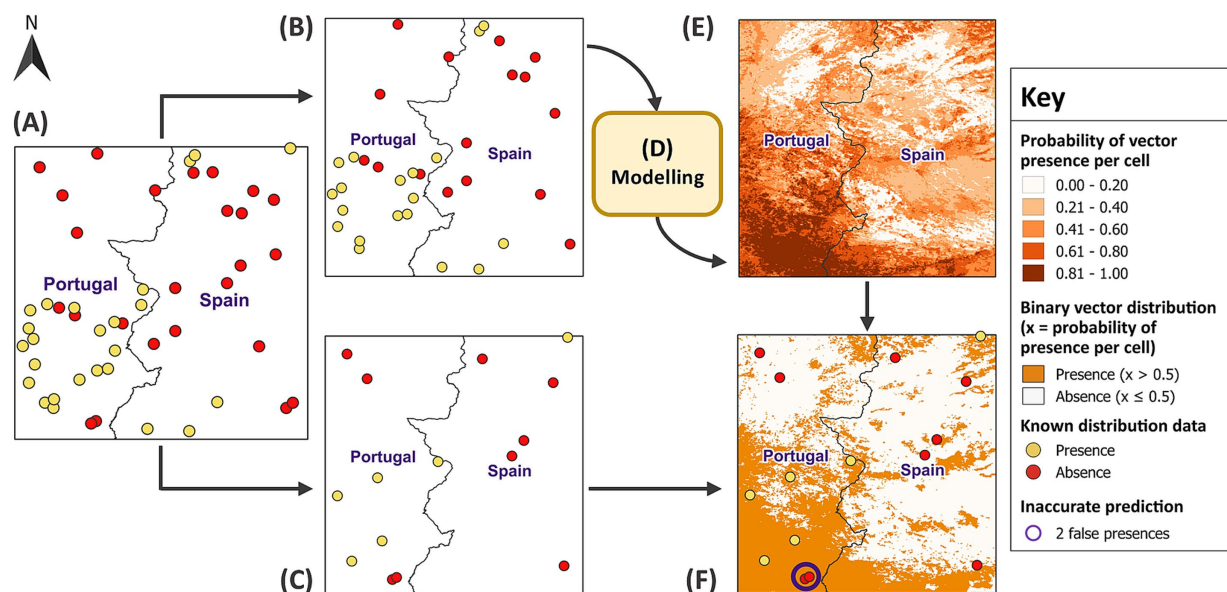 N
(A)
Portugal
Spain
(B)
Portugal
Spain
(C)
Portugal
Spain
(D)
Modelling
(E)
Portugal
Spain
(F)
Portugal
Spain
Key
Probability of vector
presence per cell
0.00 - 0.20
0.21 - 0.40
0.41 - 0.60
0.61 - 0.80
0.81 - 1.00
Binary vector distribution
(x = probability of
presence per cell)
Presence (x > 0.5)
Absence (x ≤ 0.5)
Known distribution data
Presence
Absence
Inaccurate prediction
2 false presences